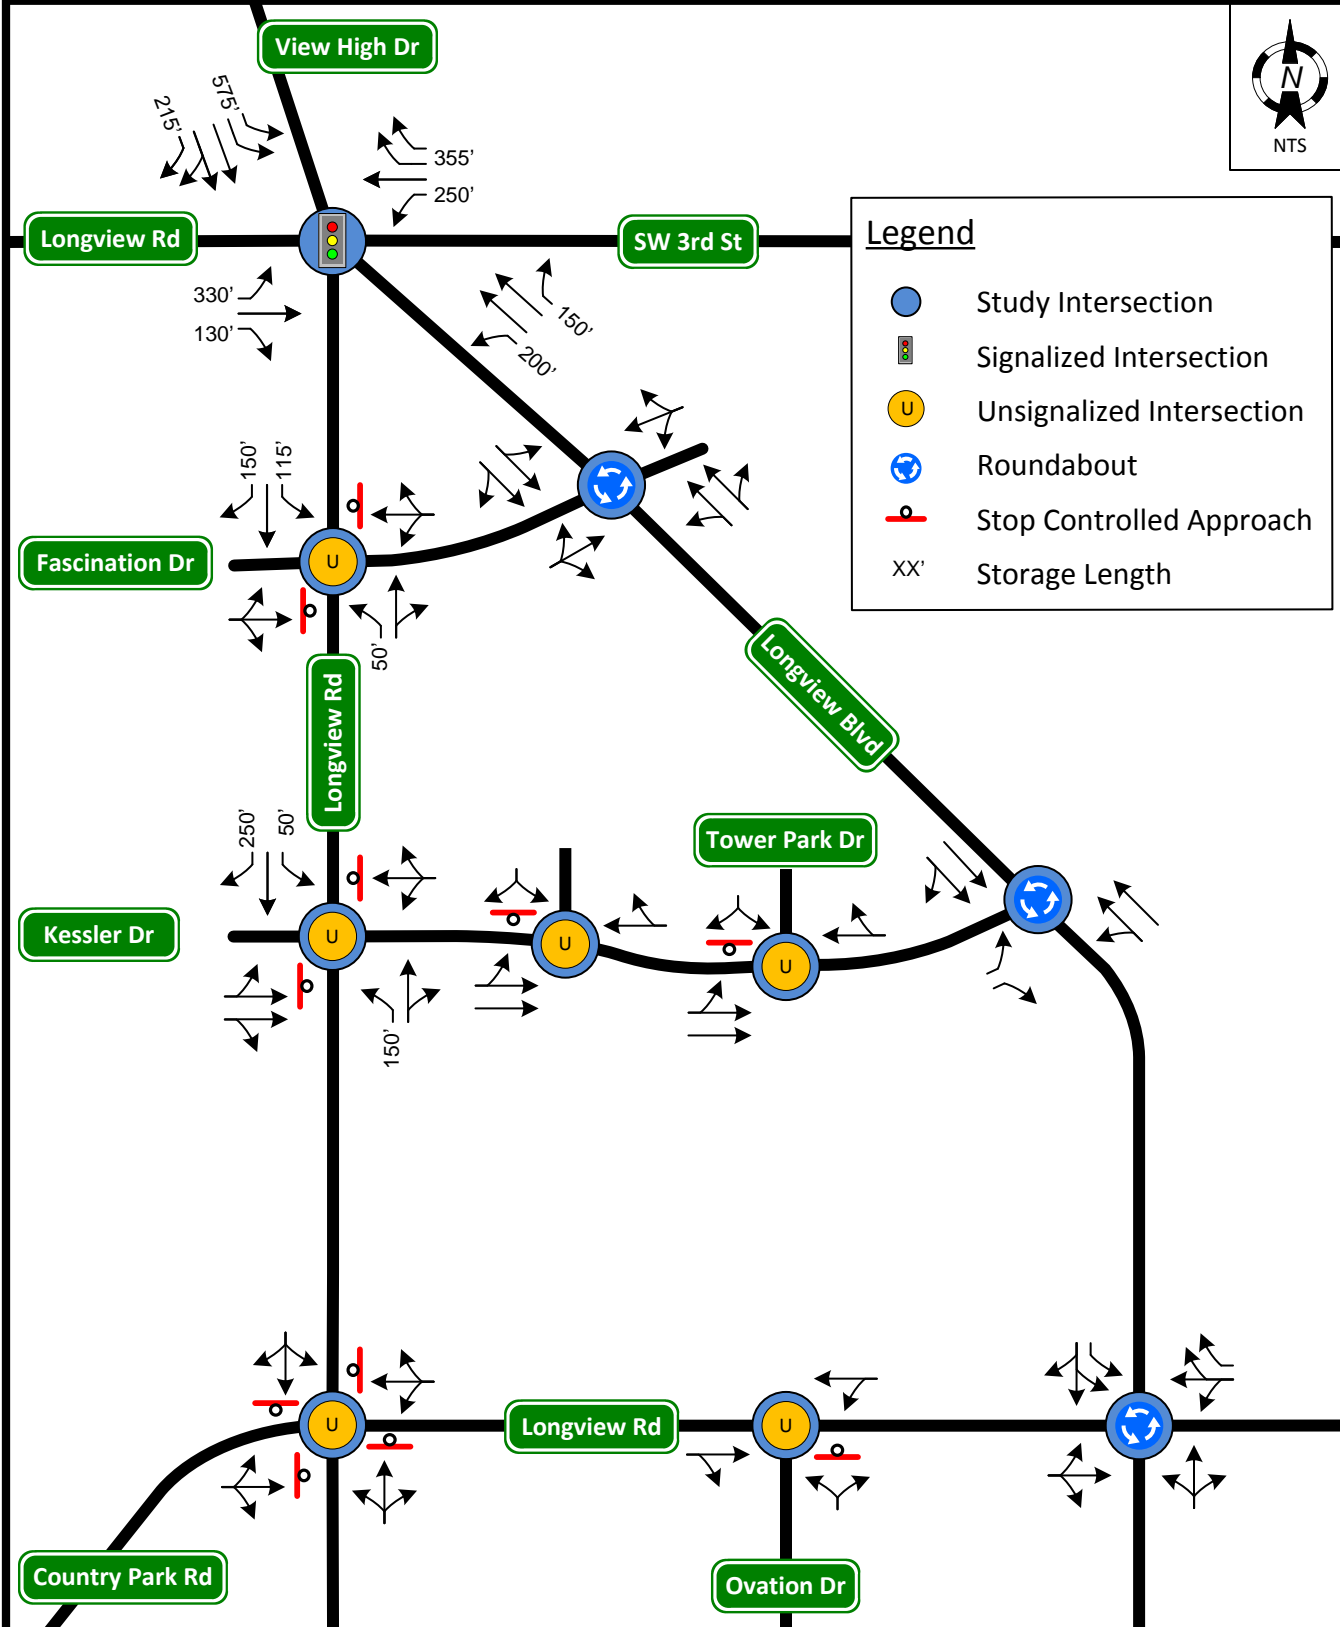 View High Dr
N
NTS
575'
215'
355'
250'
Longview Rd
SW 3rd St
330'
130'
150'
200'
Legend
Study Intersection
Signalized Intersection
U
Unsignalized Intersection
Roundabout
Stop Controlled Approach
XX'
Storage Length
150'
115'
Fascination Dr
U
50'
Longview Rd
Longview Blvd
250'
50'
Tower Park Dr
Kessler Dr
U
U
U
150'
U
Longview Rd
U
Country Park Rd
Ovation Dr